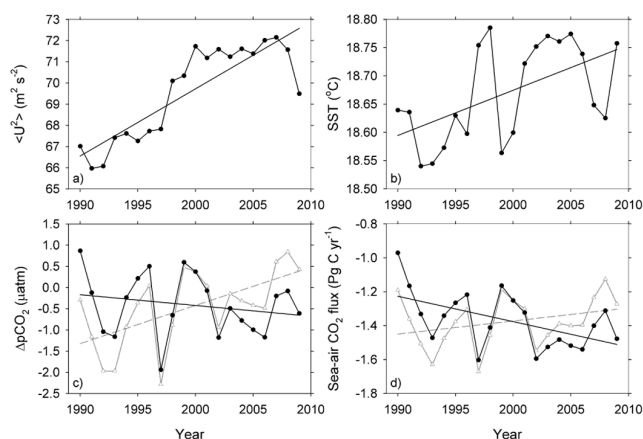 73
72
71
70
69
68
67
66
65
<U²> (m² s⁻²)
a)
1990 1995 2000 2005 2010
18.80
18.75
18.70
18.65
18.60
18.55
18.50
SST (°C)
b)
1990 1995 2000 2005 2010
1.5
1.0
0.5
0.0
-0.5
-1.0
-1.5
-2.0
-2.5
ΔpCO₂ (µatm)
c)
1990 1995 2000 2005 2010
Year
-0.8
-1.0
-1.2
-1.4
-1.6
-1.8
Sea-air CO₂ flux (Pg C yr⁻¹)
d)
1990 1995 2000 2005 2010
Year